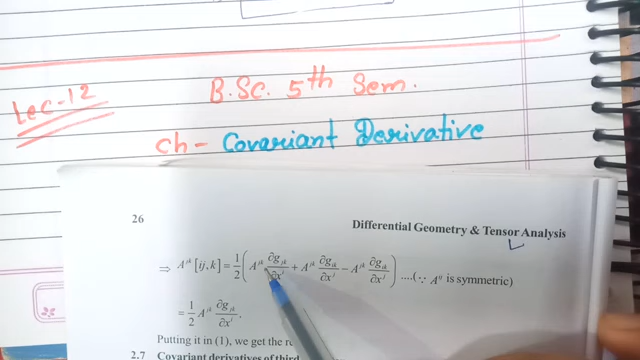 Lec-12
B.Sc. 5th Sem.
Ch - Covariant Derivative
26
Differential Geometry & Tensor Analysis
⇒ A^{jk} [ij, k] = 1/2 ( A^{jk} ∂g_{jk}/∂x^i + A^{jk} ∂g_{ik}/∂x^j − A^{jk} ∂g_{ik}/∂x^j ) ....(∵ A^{ij} is symmetric)
= 1/2 A^{jk} ∂g_{jk}/∂x^i.
Putting it in (1), we get the
2.7 Covariant derivatives of third